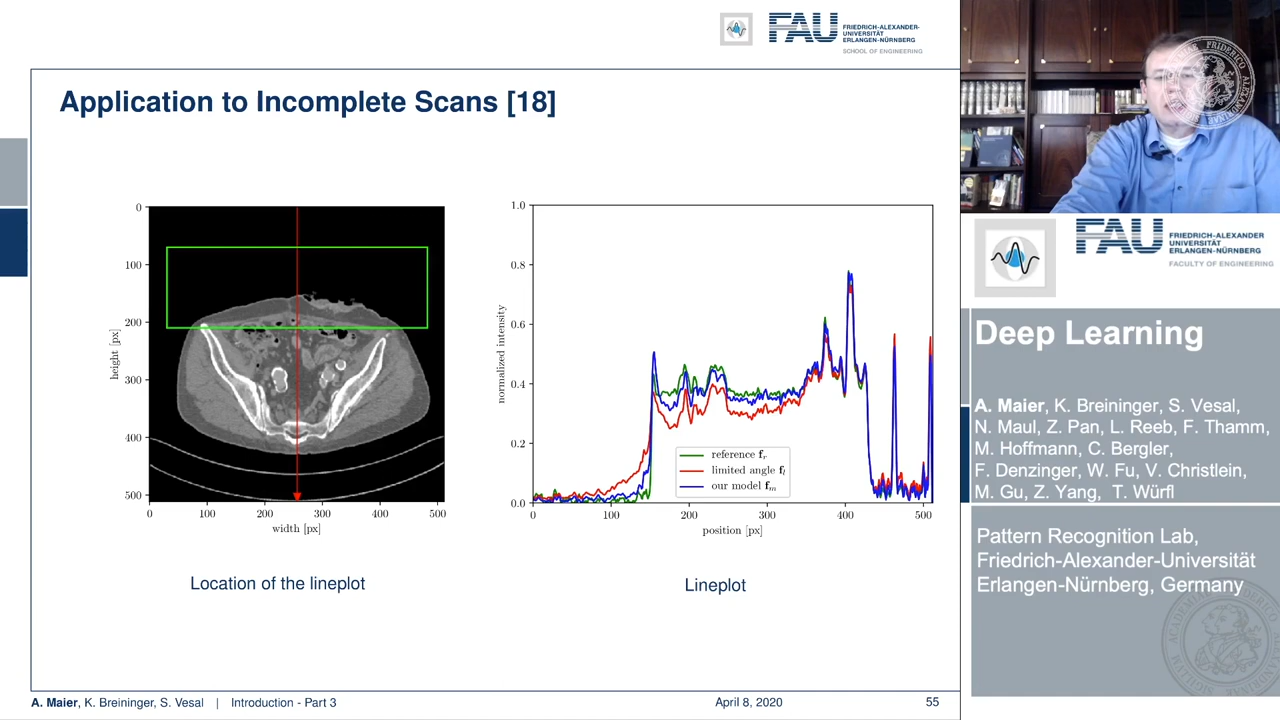 FAU
FRIEDRICH-ALEXANDER-
UNIVERSITÄT
ERLANGEN-NÜRNBERG
SCHOOL OF ENGINEERING
Application to Incomplete Scans [18]
0
100
200
300
400
500
height [px]
0
100
200
300
400
500
width [px]
Location of the lineplot
1.0
0.8
0.6
0.4
0.2
0.0
normalized intensity
reference fr
limited angle fl
our model fm
0
100
200
300
400
500
position [px]
Lineplot
A. Maier, K. Breininger, S. Vesal | Introduction - Part 3
April 8, 2020
55
FAU
FRIEDRICH-ALEXANDER
UNIVERSITÄT
ERLANGEN-NÜRNBERG
FACULTY OF ENGINEERING
Deep Learning
A. Maier, K. Breininger, S. Vesal,
N. Maul, Z. Pan, L. Reeb, F. Thamm,
M. Hoffmann, C. Bergler,
F. Denzinger, W. Fu, V. Christlein,
M. Gu, Z. Yang, T. Würfl
Pattern Recognition Lab,
Friedrich-Alexander-Universität
Erlangen-Nürnberg, Germany